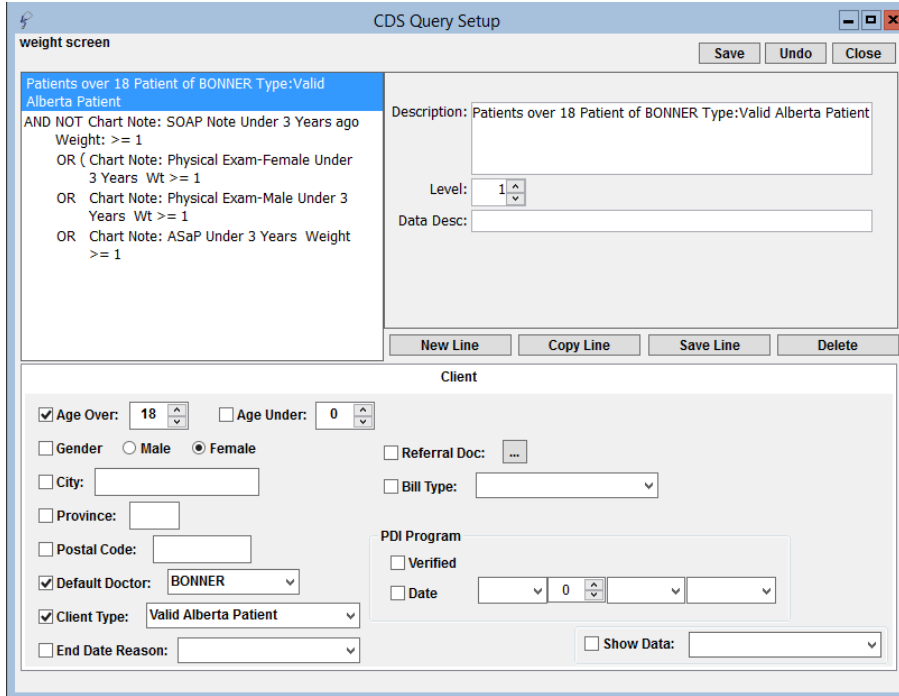 CDS Query Setup
weight screen
Save Undo Close
Patients over 18 Patient of BONNER Type:Valid
Alberta Patient
AND NOT Chart Note: SOAP Note Under 3 Years ago
Weight: >= 1
OR ( Chart Note: Physical Exam-Female Under
3 Years Wt >= 1
OR Chart Note: Physical Exam-Male Under 3
Years Wt >= 1
OR Chart Note: ASaP Under 3 Years Weight
>= 1
Description: Patients over 18 Patient of BONNER Type:Valid Alberta Patient
Level: 1
Data Desc:
New Line Copy Line Save Line Delete
Client
Age Over: 18 Age Under: 0
Gender Male Female
Referral Doc: ...
City:
Bill Type:
Province:
PDI Program
Postal Code:
Verified
Default Doctor: BONNER
Date 0
Client Type: Valid Alberta Patient
End Date Reason:
Show Data: